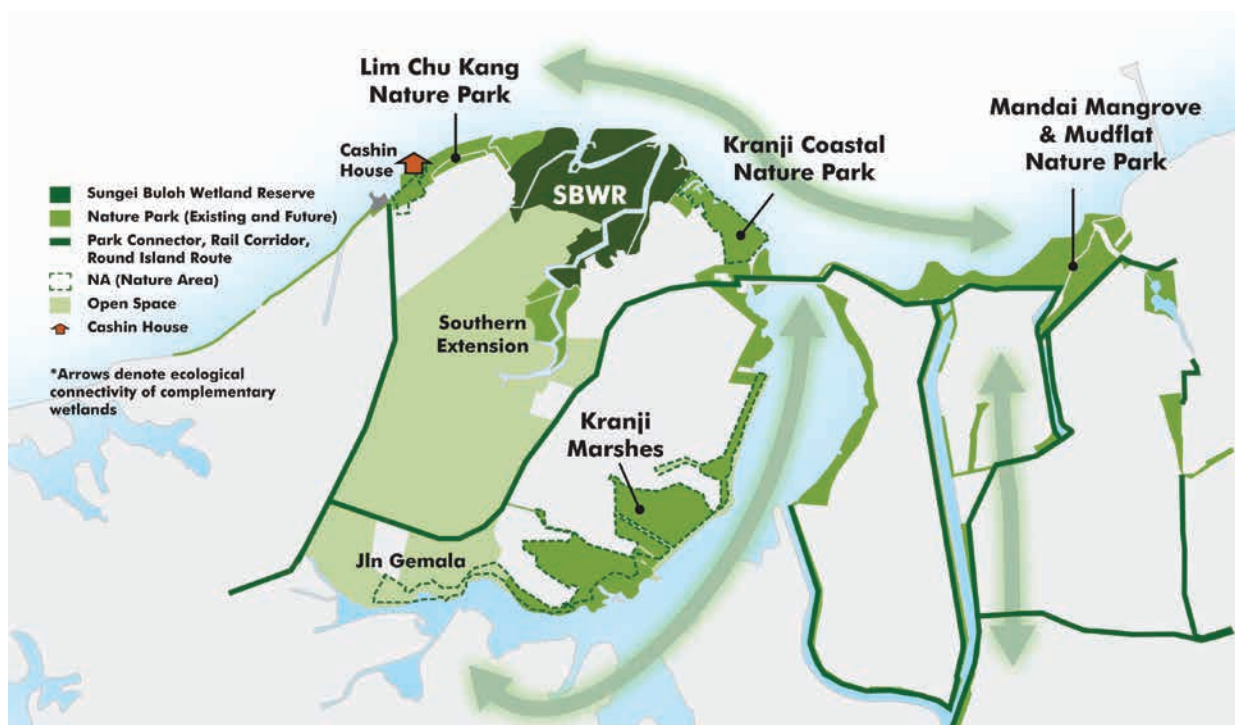 Lim Chu Kang
Nature Park
Mandai Mangrove
& Mudflat
Nature Park
Kranji Coastal
Nature Park
Cashin
House
SBWR
Sungei Buloh Wetland Reserve
Nature Park (Existing and Future)
Park Connector, Rail Corridor,
Round Island Route
NA (Nature Area)
Open Space
Cashin House
*Arrows denote ecological
connectivity of complementary
wetlands
Southern
Extension
Kranji
Marshes
Jln Gemala